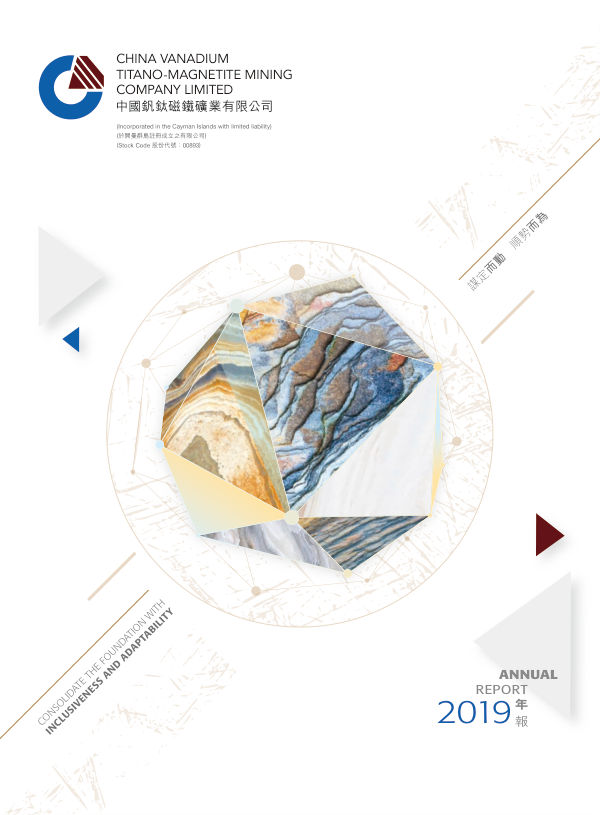 CHINA VANADIUM
TITANO-MAGNETITE MINING
COMPANY LIMITED
中國釩鈦磁鐵礦業有限公司
(Incorporated in the Cayman Islands with limited liability)
(於開曼群島註冊成立之有限公司)
(Stock Code 股份代號：00893)
謀定而動 順勢而為
CONSOLIDATE THE FOUNDATION WITH
INCLUSIVENESS AND ADAPTABILITY
ANNUAL
REPORT
2019 年報